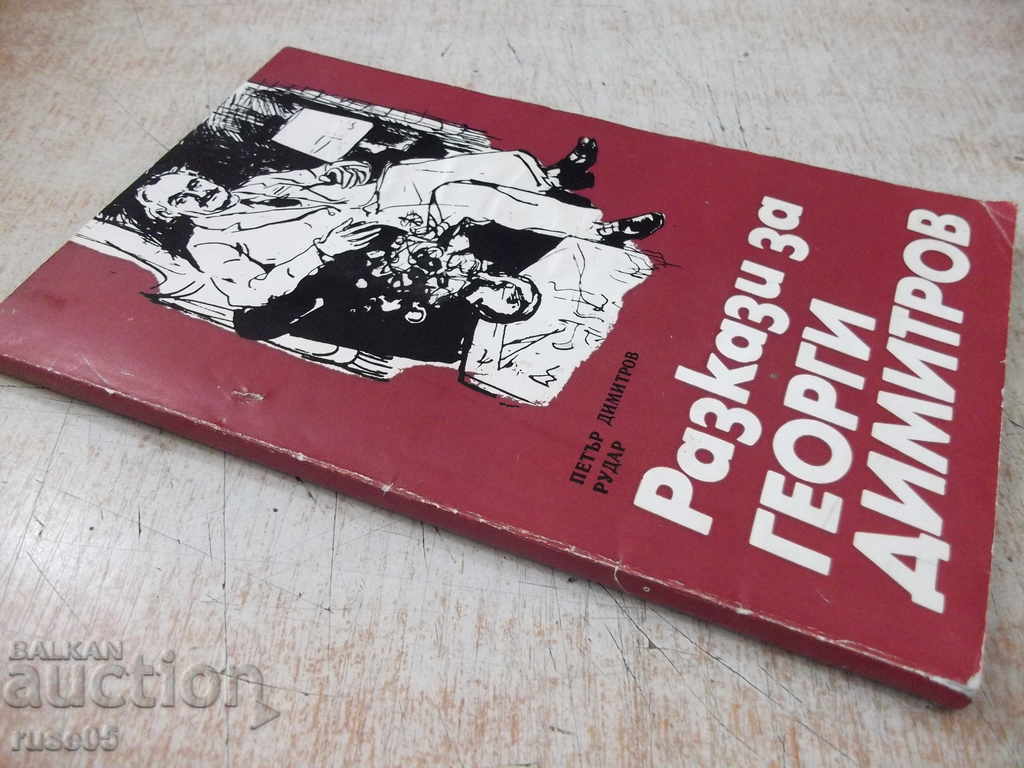 ПЕТЪР ДИМИТРОВ
РУДАР
Разкази за
ГЕОРГИ
ДИМИТРОВ
BALKAN
auction
ruse05